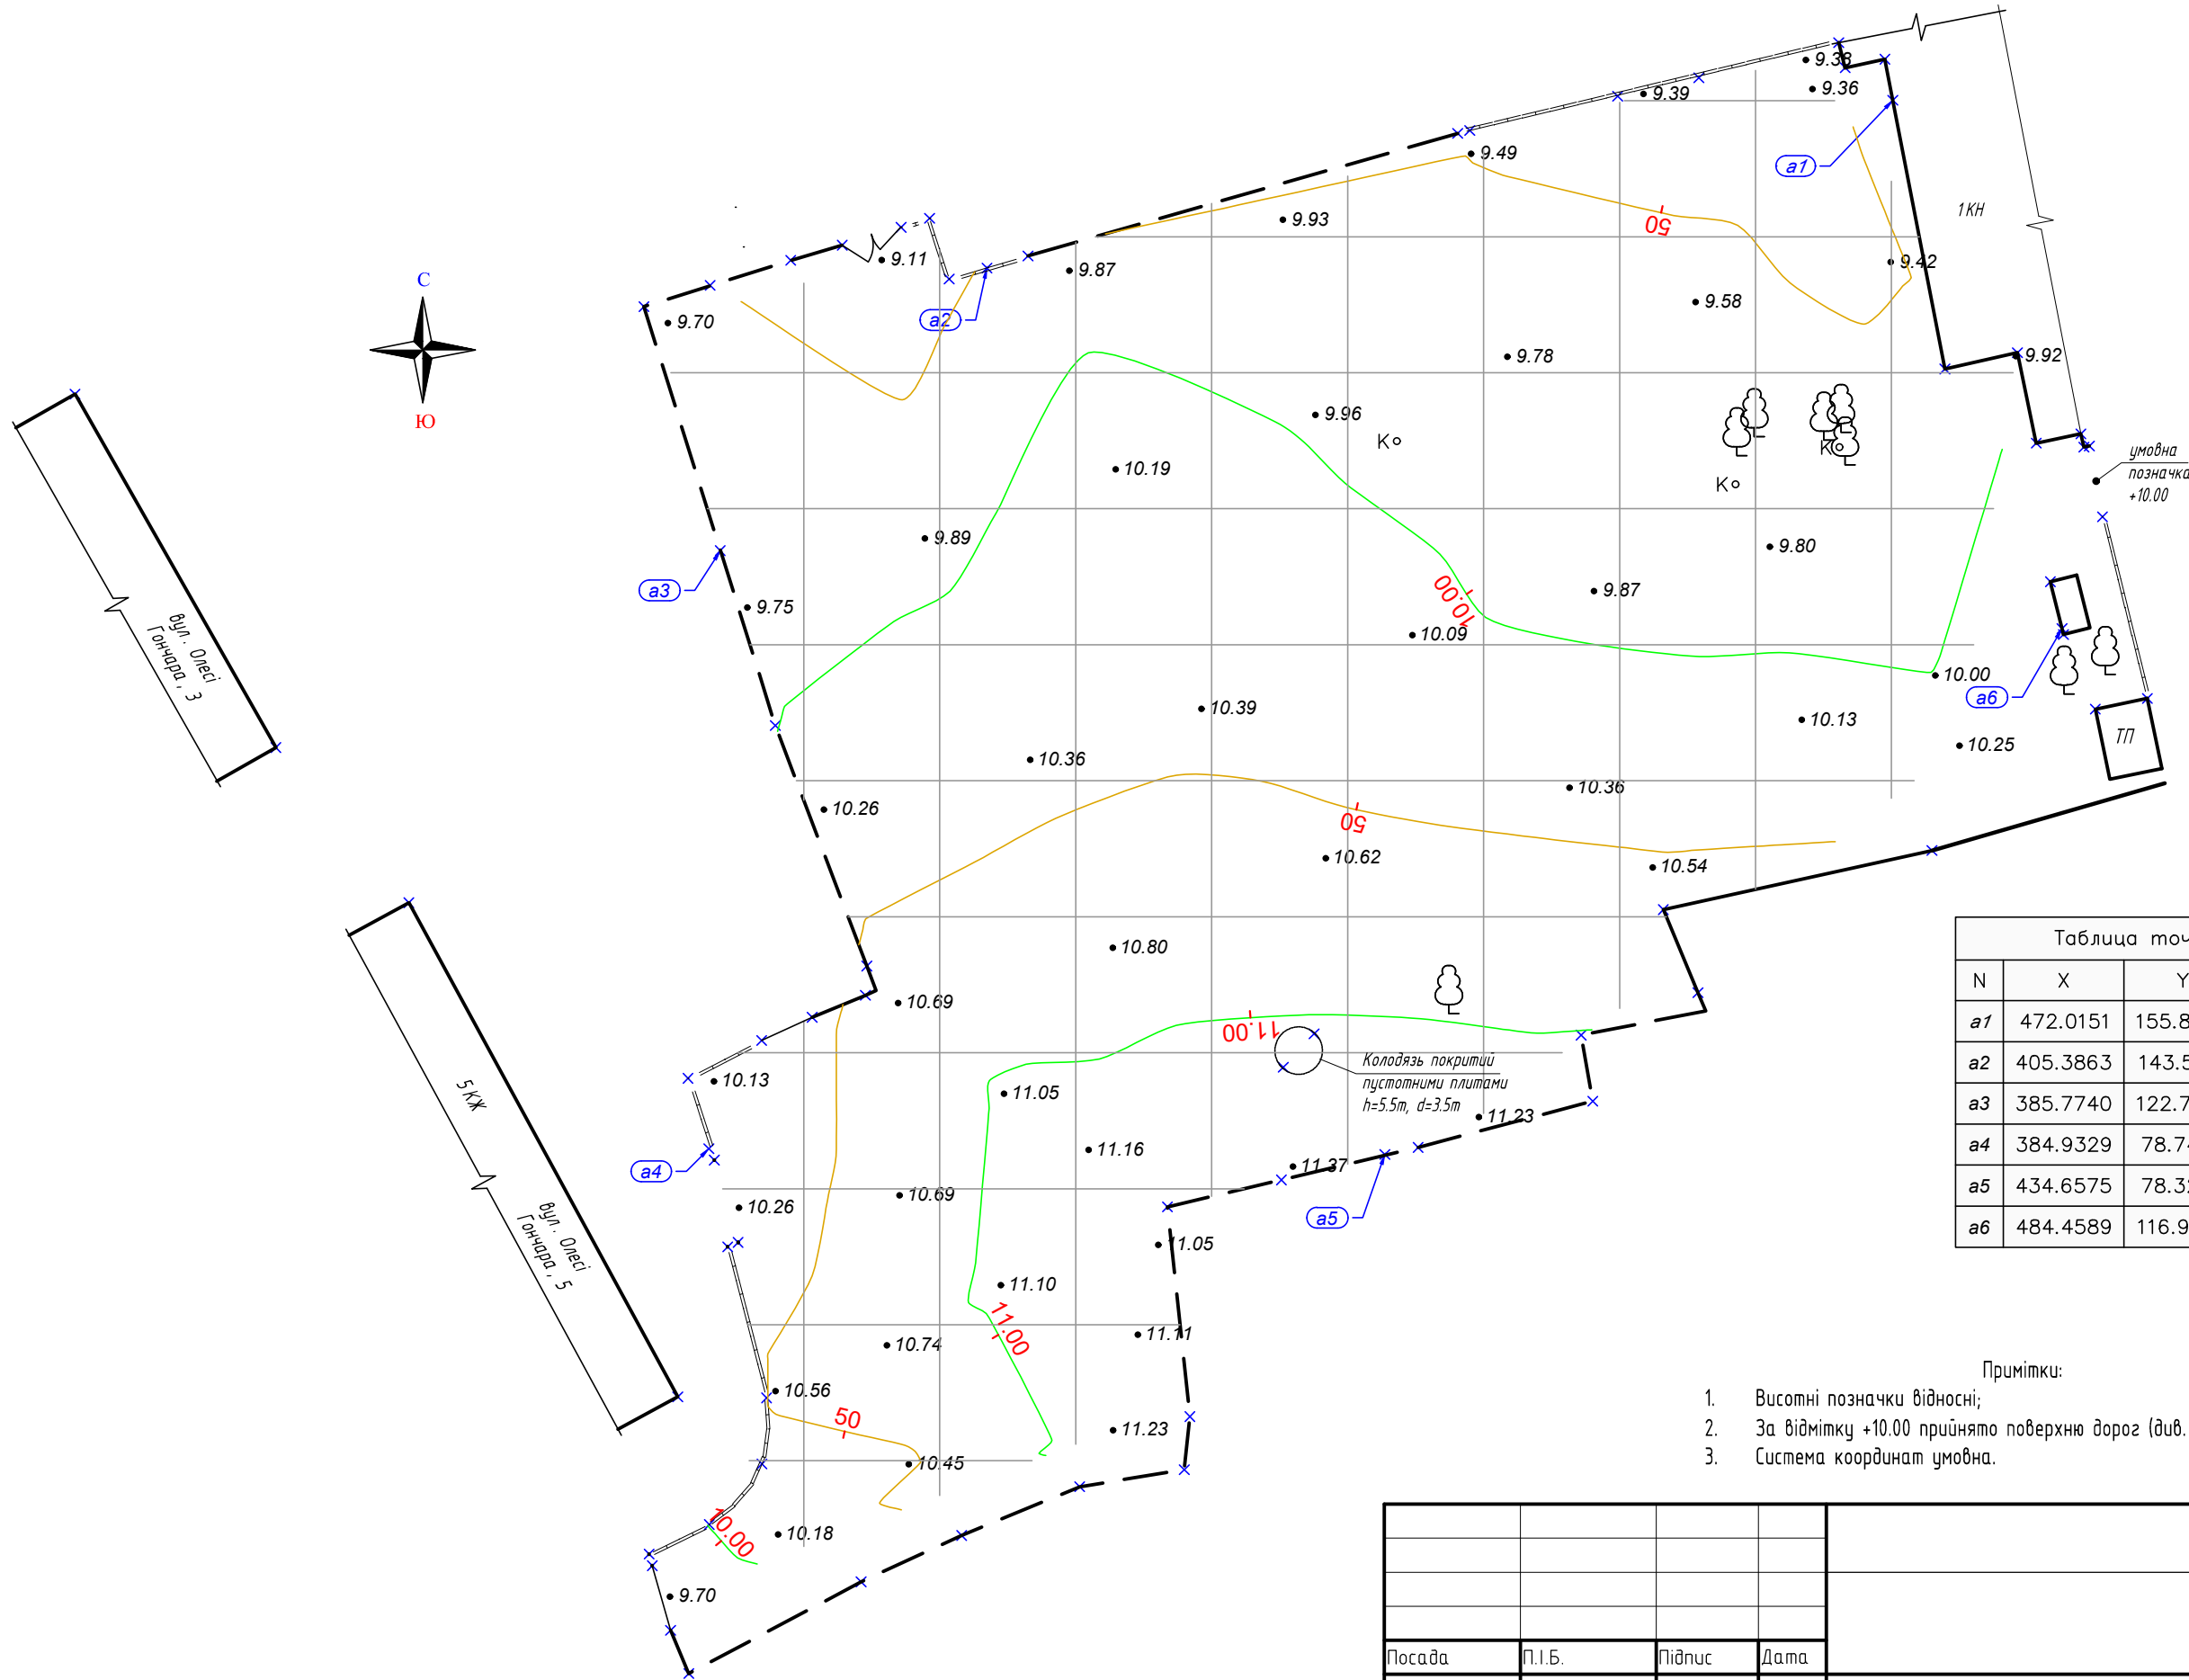 9.38
9.36
9.39
a1
9.49
1КН
9.93
50
9.11
9.42
9.87
С
a2
9.58
9.70
9.78
9.92
Ю
9.96
К
К
К
10.19
умовна
позначка
+10.00
9.89
9.80
a3
10.00
9.87
9.75
10.09
вул. Олесі
Гончара, 3
10.00
a6
10.39
10.13
ТП
10.25
10.36
10.36
10.26
50
10.62
10.54
10.80
10.69
11.00
Колодязь покритий
пустотними плитами
h=5.5m, d=3.5m
10.13
11.05
5 КЖ
11.23
11.16
11.37
a4
10.69
10.26
a5
вул. Олесі
Гончара, 5
11.05
11.10
11.00
11.11
10.74
10.56
50
11.23
10.45
10.00
10.18
9.70
N X
a1 472.0151 155.8
a2 405.3863 143.5
a3 385.7740 122.7
a4 384.9329
a5 434.6575
a6 484.4589 116.9
Примітки:
1. Висотні позначки відносні;
2. За відмітку +10.00 прийнято поверхню дорог (див.
3. Система координат умовна.
Посада П.І.Б. Підпис Дата